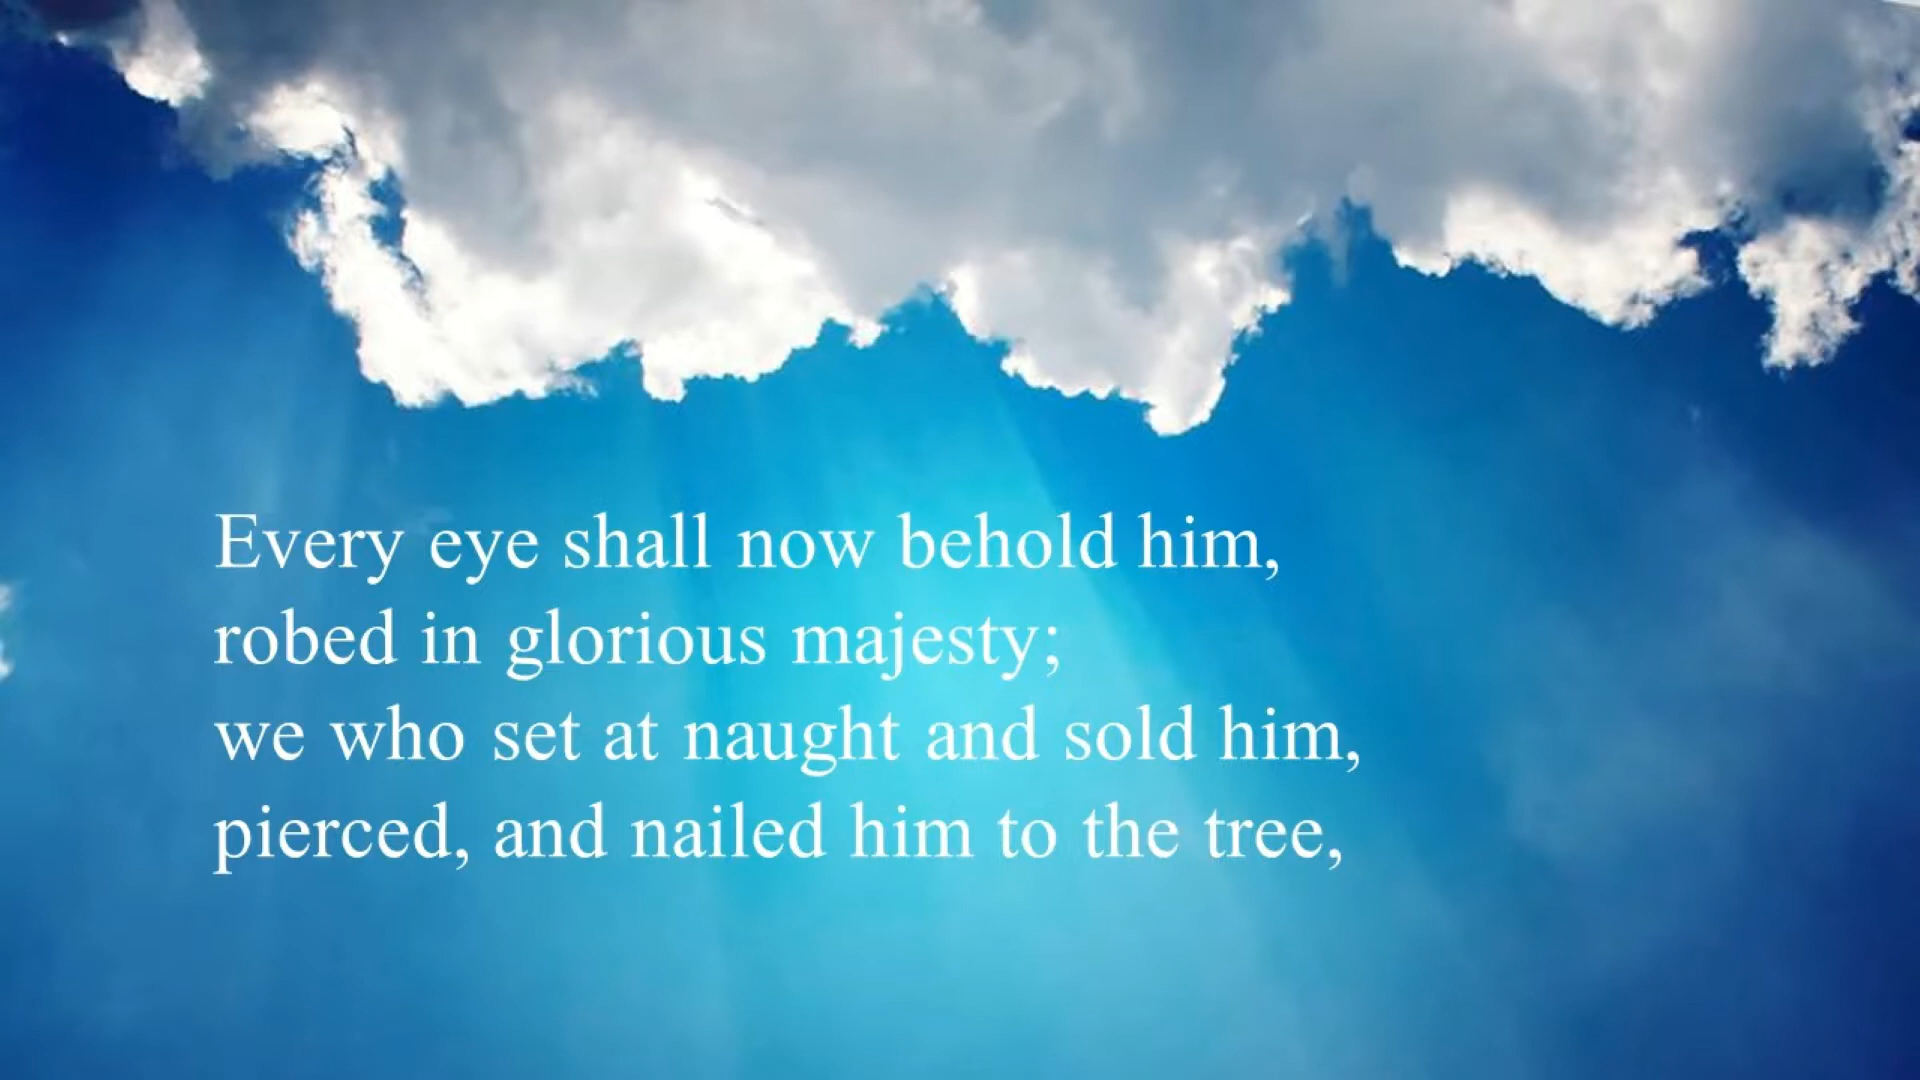 Every eye shall now behold him,
robed in glorious majesty;
we who set at naught and sold him,
pierced, and nailed him to the tree,